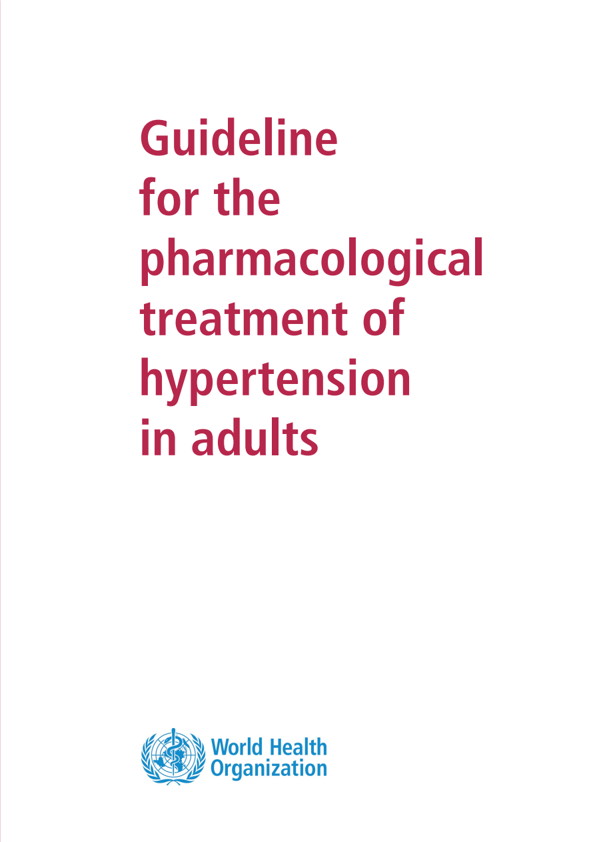 Guideline
for the
pharmacological
treatment of
hypertension
in adults
World Health
Organization